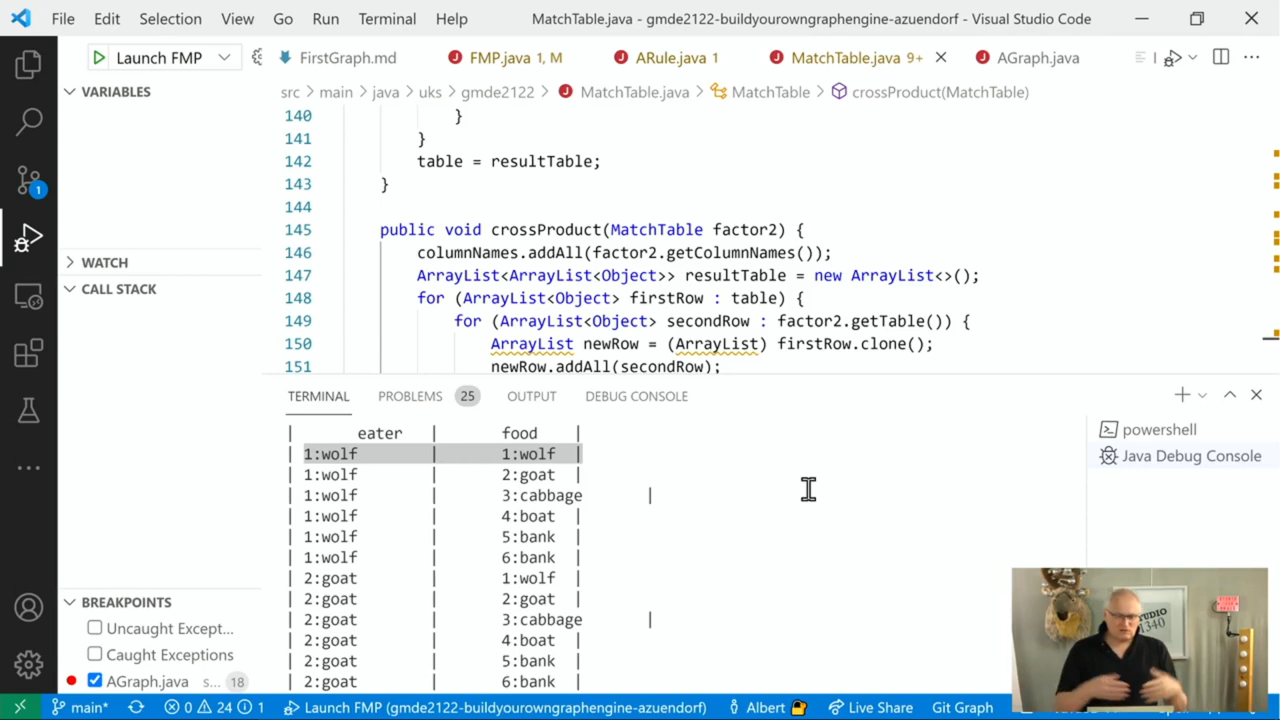 File Edit Selection View Go Run Terminal Help MatchTable.java - gmde2122-buildyourowngraphengine-azuendorf - Visual Studio Code
Launch FMP FirstGraph.md FMP.java 1, M ARule.java 1 MatchTable.java 9+ AGraph.java
VARIABLES
src > main > java > uks > gmde2122 > MatchTable.java > MatchTable > crossProduct(MatchTable)
140 }
141 }
142 table = resultTable;
143 }
144
145 public void crossProduct(MatchTable factor2) {
146 columnNames.addAll(factor2.getColumnNames());
147 ArrayList<ArrayList<Object>> resultTable = new ArrayList<>();
148 for (ArrayList<Object> firstRow : table) {
149 for (ArrayList<Object> secondRow : factor2.getTable()) {
150 ArrayList newRow = (ArrayList) firstRow.clone();
151 newRow.addAll(secondRow);
1
WATCH
CALL STACK
TERMINAL PROBLEMS 25 OUTPUT DEBUG CONSOLE
| eater | food |
| 1:wolf | 1:wolf |
| 1:wolf | 2:goat |
| 1:wolf | 3:cabbage |
| 1:wolf | 4:boat |
| 1:wolf | 5:bank |
| 1:wolf | 6:bank |
| 2:goat | 1:wolf |
| 2:goat | 2:goat |
| 2:goat | 3:cabbage |
| 2:goat | 4:boat |
| 2:goat | 5:bank |
| 2:goat | 6:bank |
powershell
Java Debug Console
BREAKPOINTS
Uncaught Except...
Caught Exceptions
AGraph.java s... 18
STUDIO
1340
main* 0 24 1 Launch FMP (gmde2122-buildyourowngraphengine-azuendorf) Albert Live Share Git Graph